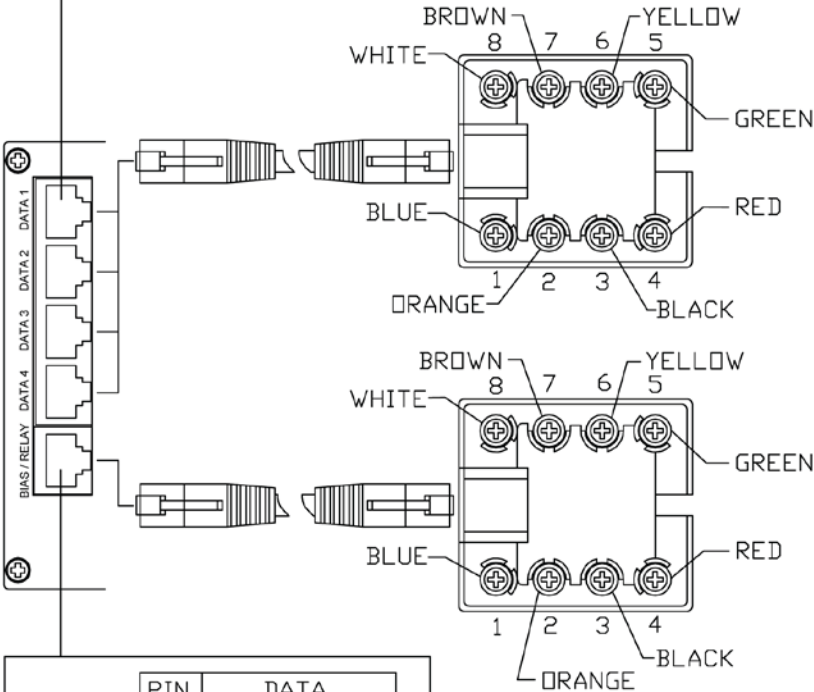 BROWN YELLOW
8 7 6 5
WHITE
GREEN
DATA 1
BLUE
RED
DATA 2
1 2 3 4
ORANGE
BLACK
DATA 3
BROWN YELLOW
8 7 6 5
DATA 4
WHITE
BIAS / RELAY
GREEN
BLUE
RED
1 2 3 4
BLACK
ORANGE
PIN DATA